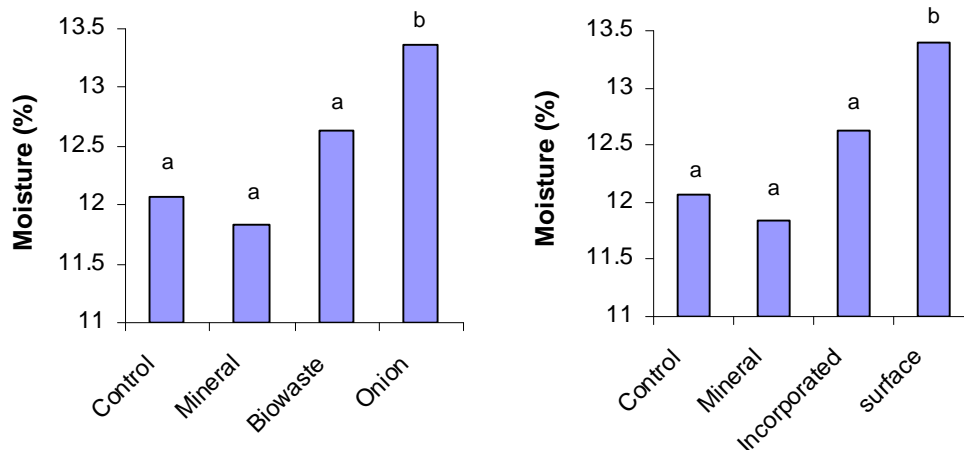 Moisture (%)
13.5
13
12.5
12
11.5
11
a
a
a
b
Control
Mineral
Biowaste
Onion
Moisture (%)
13.5
13
12.5
12
11.5
11
a
a
a
b
Control
Mineral
Incorporated
surface